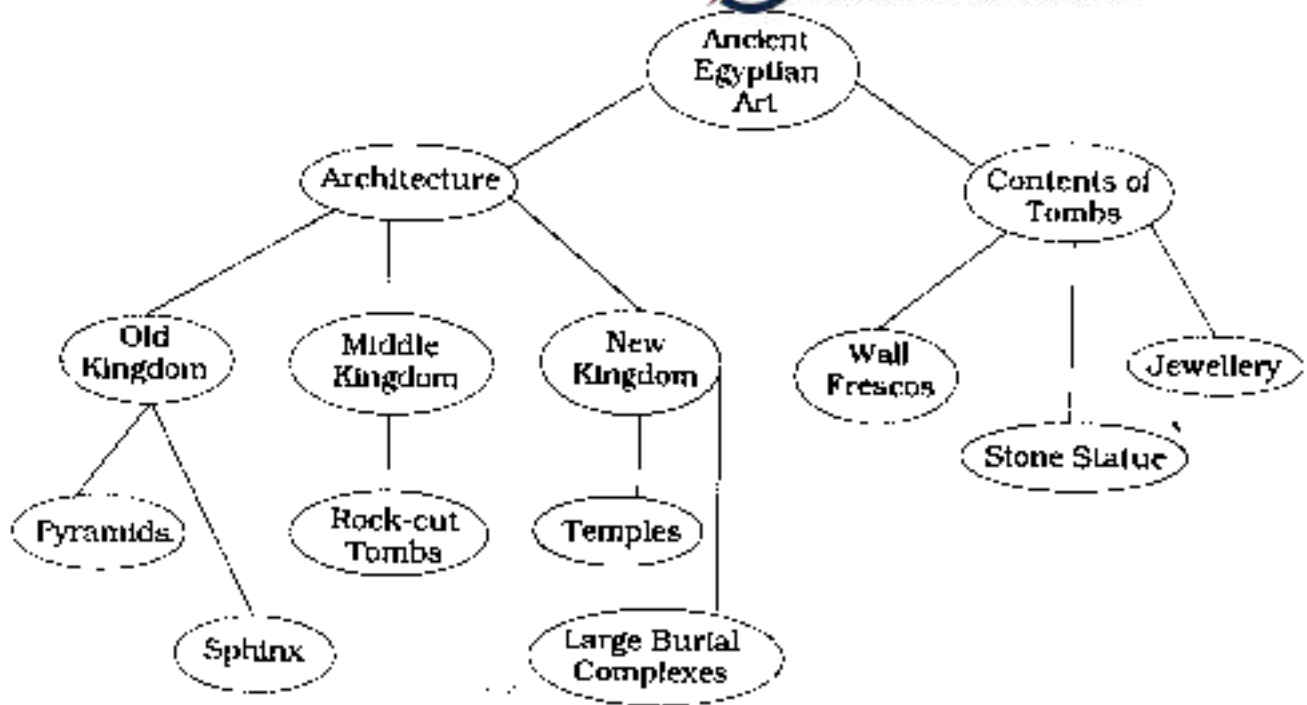 Ancient
Egyptian
Art
Architecture
Contents of
Tombs
Old
Kingdom
Middle
Kingdom
New
Kingdom
Wall
Frescos
Jewellery
Stone Statue
Pyramids
Rock-cut
Tombs
Temples
Sphinx
Large Burial
Complexes